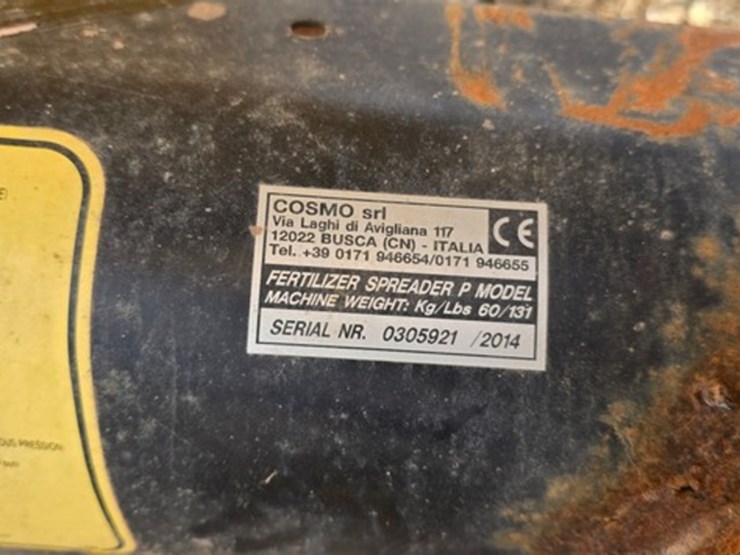 COSMO srl
Via Laghi di Avigliana 117
12022 BUSCA (CN) - ITALIA
Tel. +39 0171 946654/0171 946655
CE
FERTILIZER SPREADER P MODEL
MACHINE WEIGHT: Kg/Lbs 60/131
SERIAL NR. 0305921 /2014
PRESSION